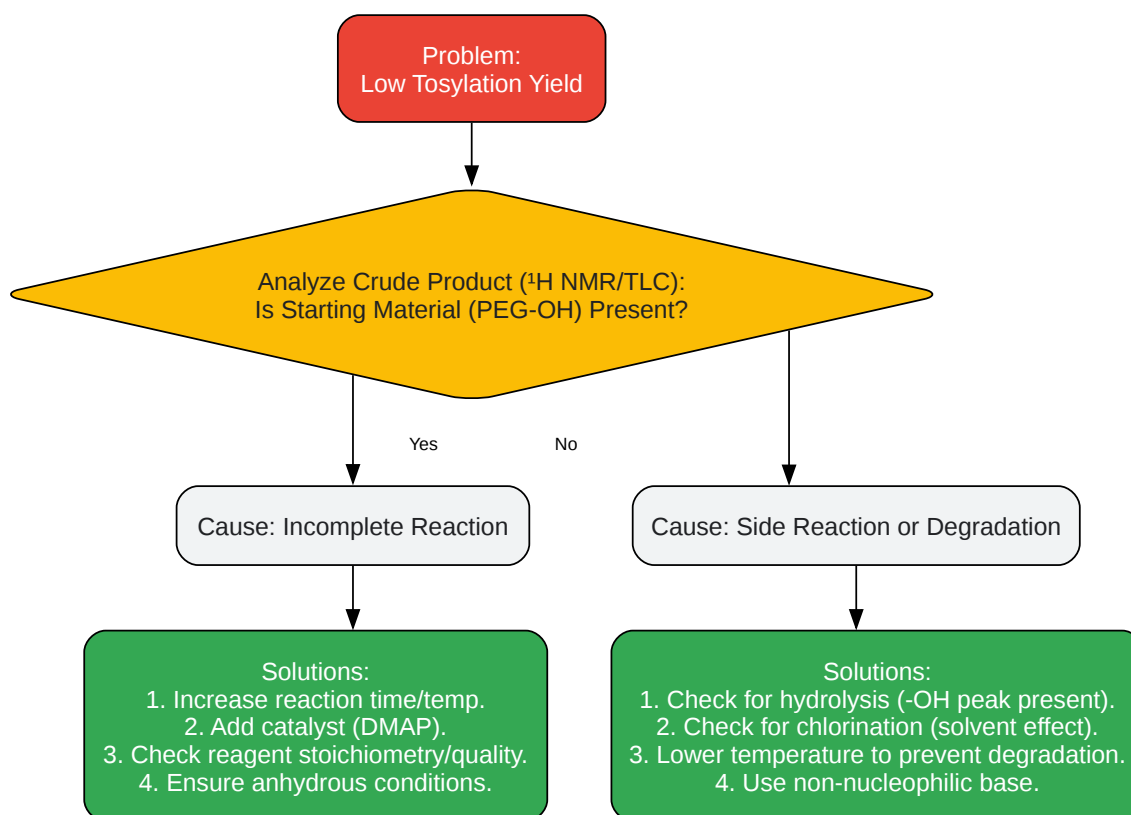 Problem:
Low Tosylation Yield
Analyze Crude Product (¹H NMR/TLC):
Is Starting Material (PEG-OH) Present?
Yes
No
Cause: Incomplete Reaction
Cause: Side Reaction or Degradation
Solutions:
1. Increase reaction time/temp.
2. Add catalyst (DMAP).
3. Check reagent stoichiometry/quality.
4. Ensure anhydrous conditions.
Solutions:
1. Check for hydrolysis (-OH peak present).
2. Check for chlorination (solvent effect).
3. Lower temperature to prevent degradation.
4. Use non-nucleophilic base.